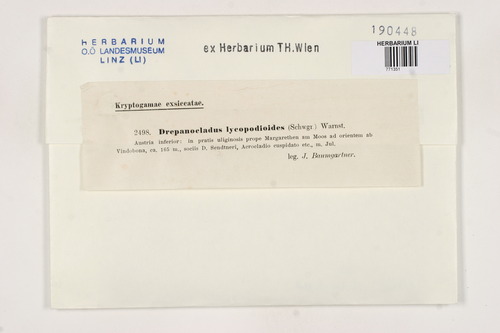 HERBARIUM
O.Ö LANDESMUSEUM
LINZ (LI)
ex Herbarium TH.Wien
190448
HERBARIUM LI
771351
Kryptogamae exsiccatae.
2498. Drepanocladus lycopodioides (Schwgr.) Warnst.
Austria inferior: in pratis uliginosis prope Margarethen am Moos ad orientem ab
Vindobona, ca. 165 m., sociis D. Sendtneri, Acrocladio cuspidato etc., m. Jul.
leg. J. Baumgartner.